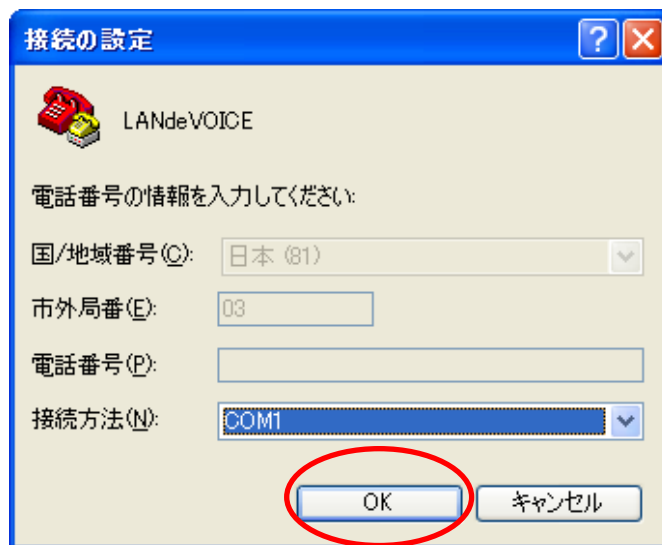 接続の設定
LANdeVOICE
電話番号の情報を入力してください:
国/地域番号(C): 日本 (81)
市外局番(E): 03
電話番号(P):
接続方法(N): COM1
OK キャンセル